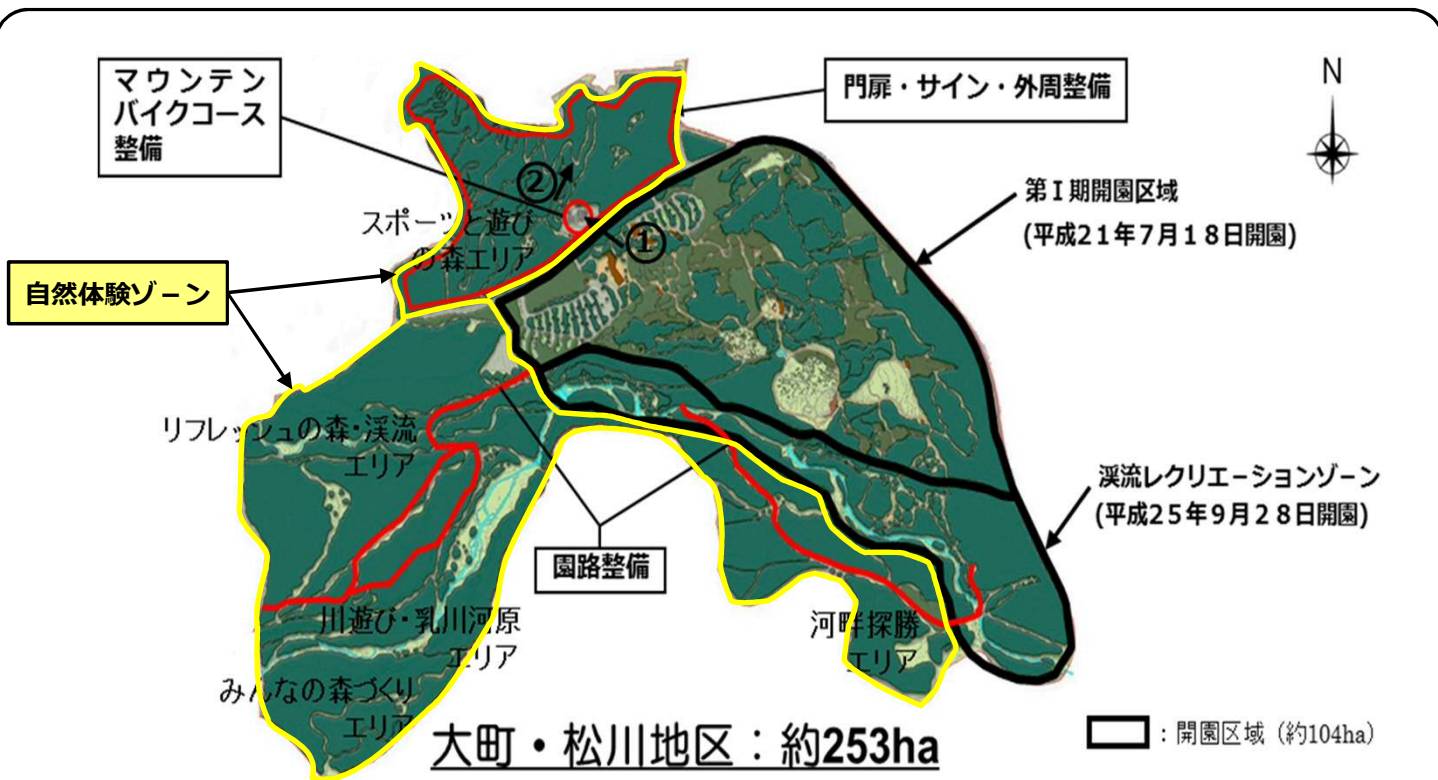 マウンテン
バイクコース
整備
門扉・サイン・外周整備
N
第Ⅰ期開園区域
(平成21年7月18日開園)
②
①
スポーツと遊び
の森エリア
自然体験ゾーン
リフレッシュの森・渓流
エリア
渓流レクリエーションゾーン
(平成25年9月28日開園)
園路整備
川遊び・乳川河原
エリア
河畔探勝
エリア
みんなの森づくり
エリア
大町・松川地区:約253ha
:開園区域(約104ha)